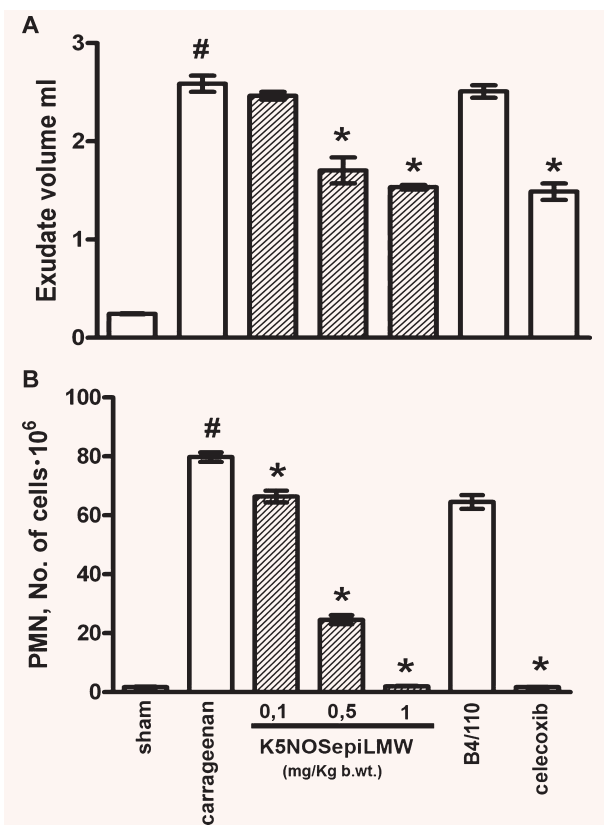 A
Exudate volume ml
3
2
1
0
#
*
*
*
B
PMN, No. of cells·10⁶
100
80
60
40
20
0
#
*
*
*
*
sham
carrageenan
0,1 0,5 1
K5NOSepiLMW
(mg/Kg b.wt.)
B4/110
celecoxib